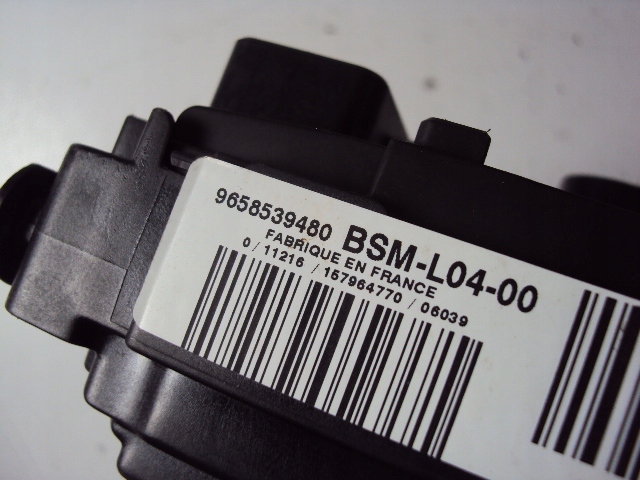 9658539480 BSM-L04-00
FABRIQUE EN FRANCE
0/11216 /157964770 /06039